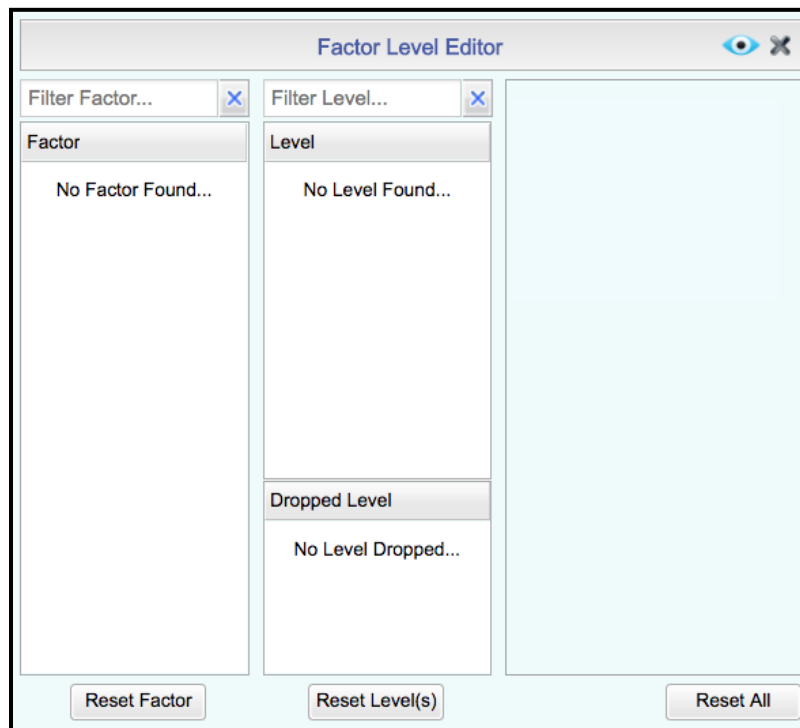 Factor Level Editor
Filter Factor...
Filter Level...
Factor
Level
No Factor Found...
No Level Found...
Dropped Level
No Level Dropped...
Reset Factor
Reset Level(s)
Reset All